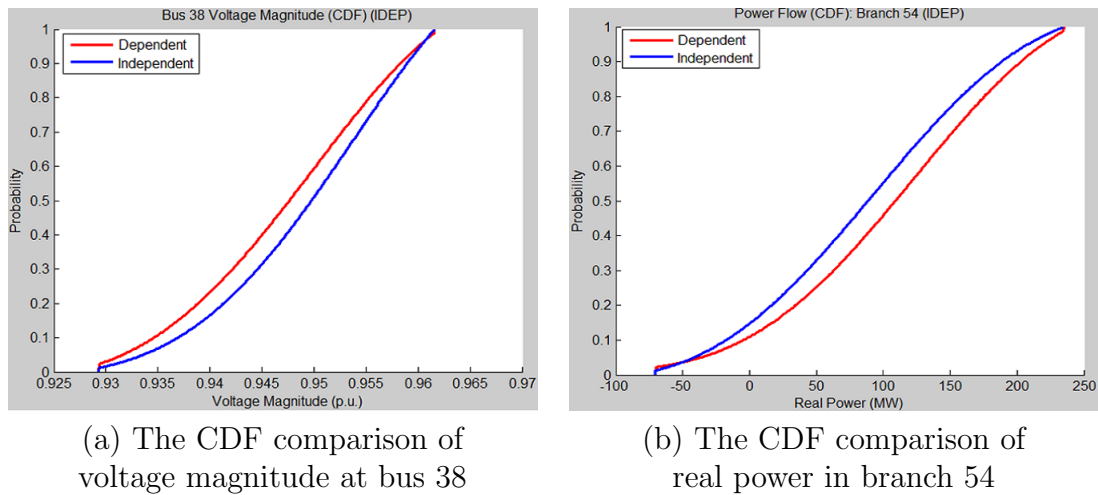 Bus 38 Voltage Magnitude (CDF) (IDEP)
Dependent
Independent
1
0.9
0.8
0.7
0.6
0.5
0.4
0.3
0.2
0.1
0
Probability
0.925 0.93 0.935 0.94 0.945 0.95 0.955 0.96 0.965 0.97
Voltage Magnitude (p.u.)
(a) The CDF comparison of
voltage magnitude at bus 38
Power Flow (CDF): Branch 54 (IDEP)
Dependent
Independent
1
0.9
0.8
0.7
0.6
0.5
0.4
0.3
0.2
0.1
0
Probability
-100 -50 0 50 100 150 200 250
Real Power (MW)
(b) The CDF comparison of
real power in branch 54